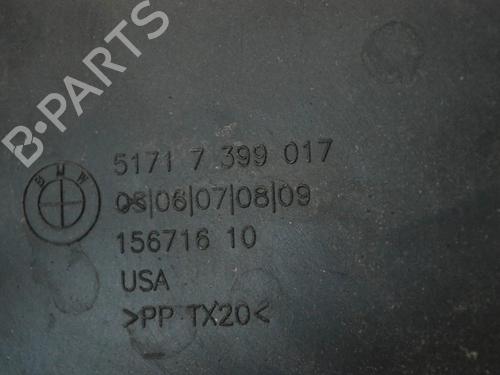 B-PARTS
BMW
5171 7 399 017
05|06|07|08|09
156716 10
USA
>PP TX20<